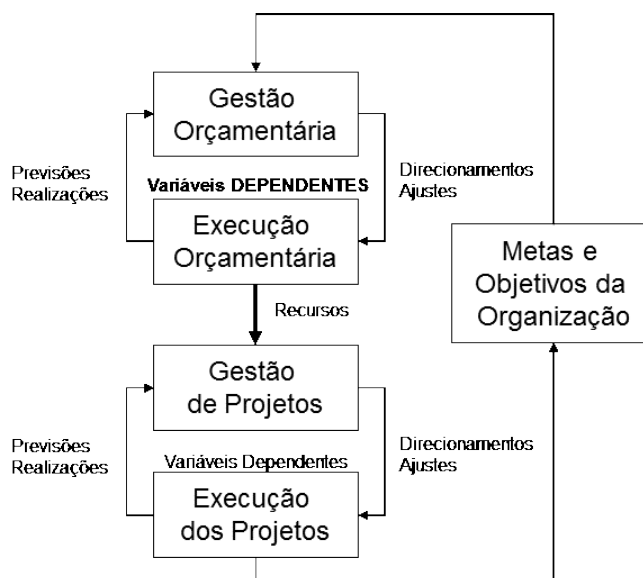 Gestão
Orçamentária
Previsões
Realizações
Variáveis DEPENDENTES
Direcionamentos
Ajustes
Execução
Orçamentária
Metas e
Objetivos da
Organização
Recursos
Gestão
de Projetos
Previsões
Realizações
Variáveis Dependentes
Direcionamentos
Ajustes
Execução
dos Projetos